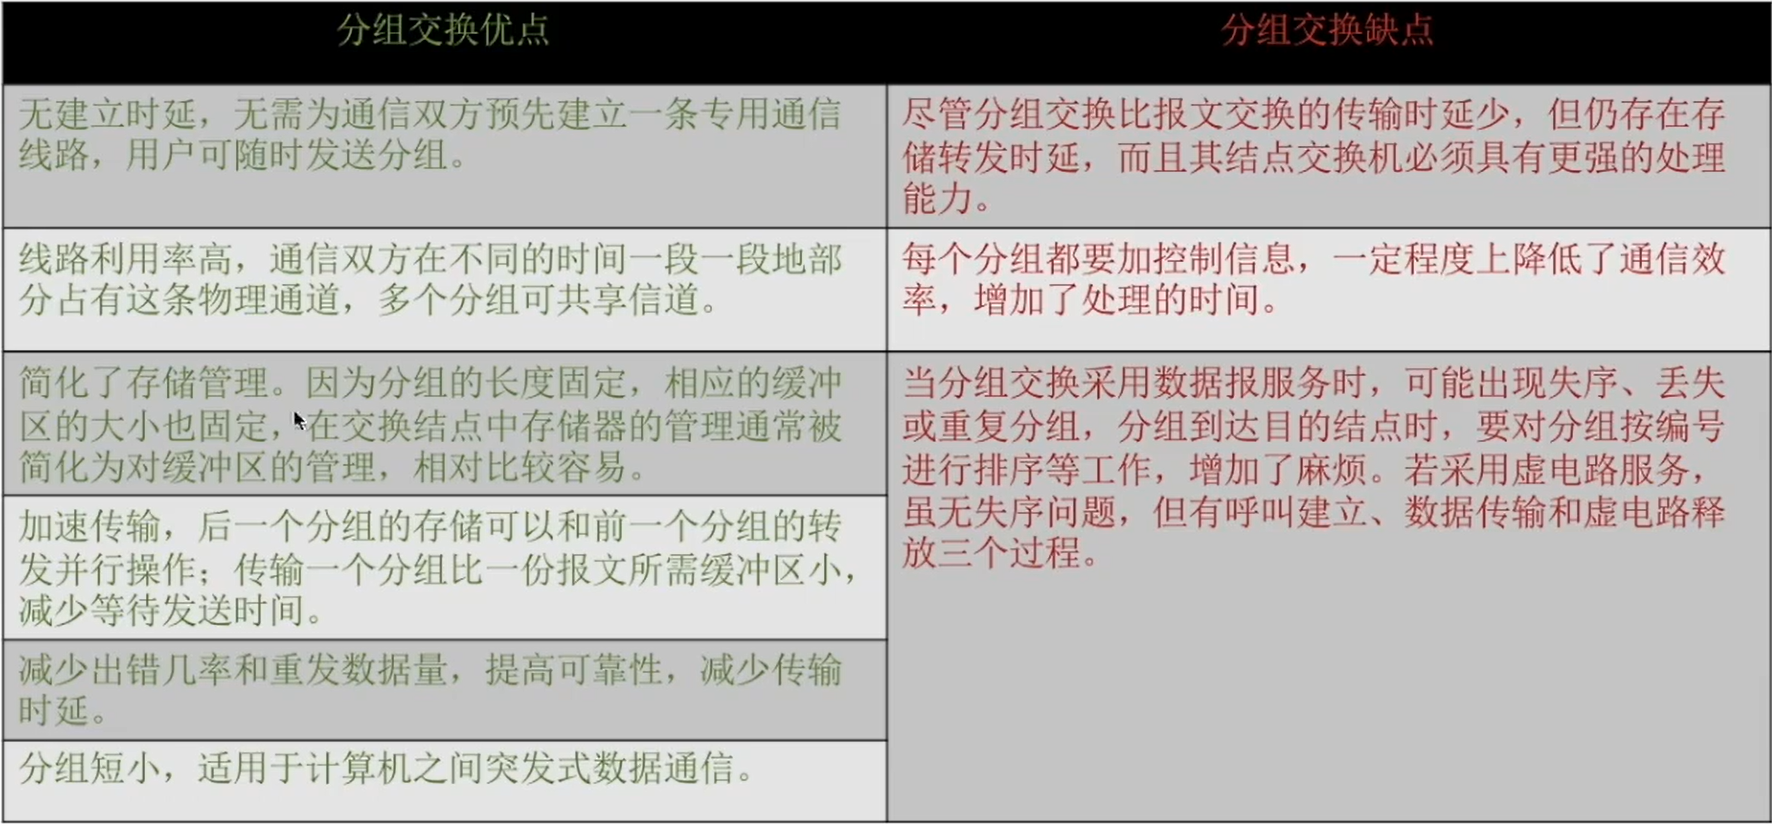 分组交换优点
分组交换缺点
无建立时延，无需为通信双方预先建立一条专用通信
线路，用户可随时发送分组。
尽管分组交换比报文交换的传输时延少，但仍存在存
储转发时延，而且其结点交换机必须具有更强的处理
能力。
线路利用率高，通信双方在不同的时间一段一段地部
分占有这条物理通道，多个分组可共享信道。
每个分组都要加控制信息，一定程度上降低了通信效
率，增加了处理的时间。
简化了存储管理。因为分组的长度固定，相应的缓冲
区的大小也固定，在交换结点中存储器的管理通常被
简化为对缓冲区的管理，相对比较容易。
当分组交换采用数据报服务时，可能出现失序、丢失
或重复分组，分组到达目的结点时，要对分组按编号
进行排序等工作，增加了麻烦。若采用虚电路服务，
虽无失序问题，但有呼叫建立、数据传输和虚电路释
放三个过程。
加速传输，后一个分组的存储可以和前一个分组的转
发并行操作；传输一个分组比一份报文所需缓冲区小，
减少等待发送时间。
减少出错几率和重发数据量，提高可靠性，减少传输
时延。
分组短小，适用于计算机之间突发式数据通信。